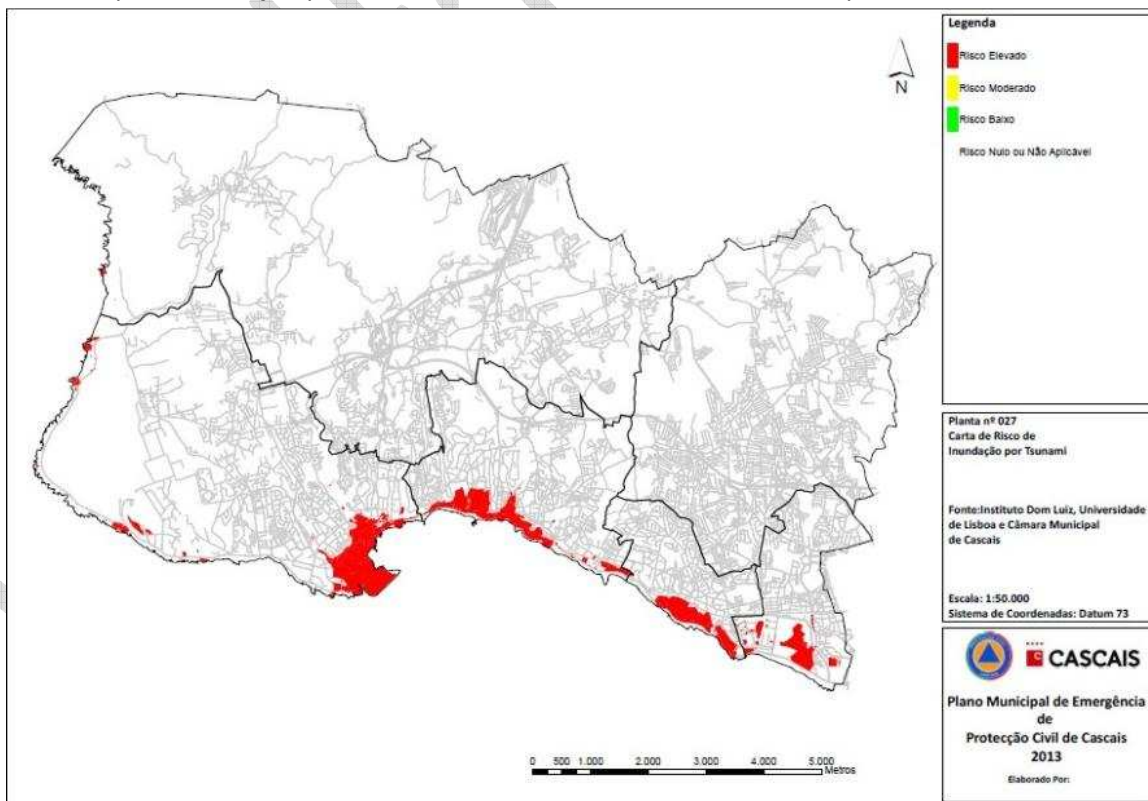 N
Legenda
Risco Elevado
Risco Moderado
Risco Baixo
Risco Nulo ou Não Aplicável
Planta nº 027
Carta de Risco de
Inundação por Tsunami
Fonte:Instituto Dom Luiz, Universidade
de Lisboa e Câmara Municipal
de Cascais
Escala: 1:50.000
Sistema de Coordenadas: Datum 73
CASCAIS
Plano Municipal de Emergência
de
Protecção Civil de Cascais
2013
Elaborado Por:
0 500 1.000 2.000 3.000 4.000 5.000
Metros